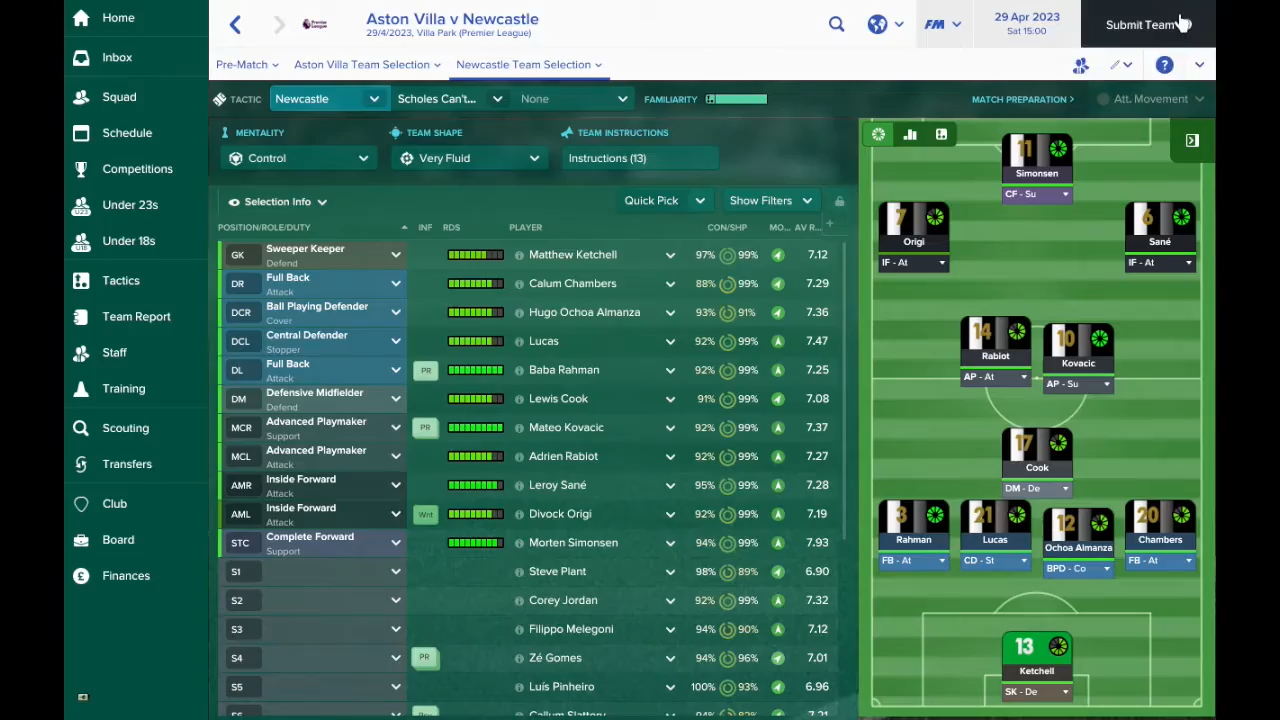 Home
Inbox
Squad
Schedule
Competitions
Under 23s
Under 18s
Tactics
Team Report
Staff
Training
Scouting
Transfers
Club
Board
Finances
Premier League
Aston Villa v Newcastle
29/4/2023, Villa Park (Premier League)
FM
29 Apr 2023
Sat 15:00
Submit Team
Pre-Match
Aston Villa Team Selection
Newcastle Team Selection
?
TACTIC
Newcastle
Scholes Can't...
None
FAMILIARITY
MATCH PREPARATION >
Att. Movement
MENTALITY
TEAM SHAPE
TEAM INSTRUCTIONS
Control
Very Fluid
Instructions (13)
Selection Info
Quick Pick
Show Filters
POSITION/ROLE/DUTY INF RDS PLAYER CON/SHP MO... AV R...
GK Sweeper Keeper Defend Matthew Ketchell 97% 99% 7.12
DR Full Back Attack Calum Chambers 88% 99% 7.29
DCR Ball Playing Defender Cover Hugo Ochoa Almanza 93% 91% 7.36
DCL Central Defender Stopper Lucas 92% 99% 7.47
DL Full Back Attack PR Baba Rahman 92% 99% 7.25
DM Defensive Midfielder Defend Lewis Cook 91% 99% 7.08
MCR Advanced Playmaker Support PR Mateo Kovacic 92% 99% 7.37
MCL Advanced Playmaker Attack Adrien Rabiot 92% 99% 7.27
AMR Inside Forward Attack Leroy Sané 95% 99% 7.28
AML Inside Forward Attack Wnt Divock Origi 92% 99% 7.19
STC Complete Forward Support Morten Simonsen 94% 99% 7.93
S1 Steve Plant 98% 89% 6.90
S2 Corey Jordan 92% 99% 7.32
S3 Filippo Melegoni 94% 90% 7.12
S4 PR Zé Gomes 94% 96% 7.01
S5 Luís Pinheiro 100% 93% 6.96
S6 Callum Slattery 94% 7.21
11
Simonsen
CF - Su
7
Origi
IF - At
6
Sané
IF - At
14
Rabiot
AP - At
10
Kovacic
AP - Su
17
Cook
DM - De
3
Rahman
FB - At
21
Lucas
CD - St
12
Ochoa Almanza
BPD - Co
20
Chambers
FB - At
13
Ketchell
SK - De